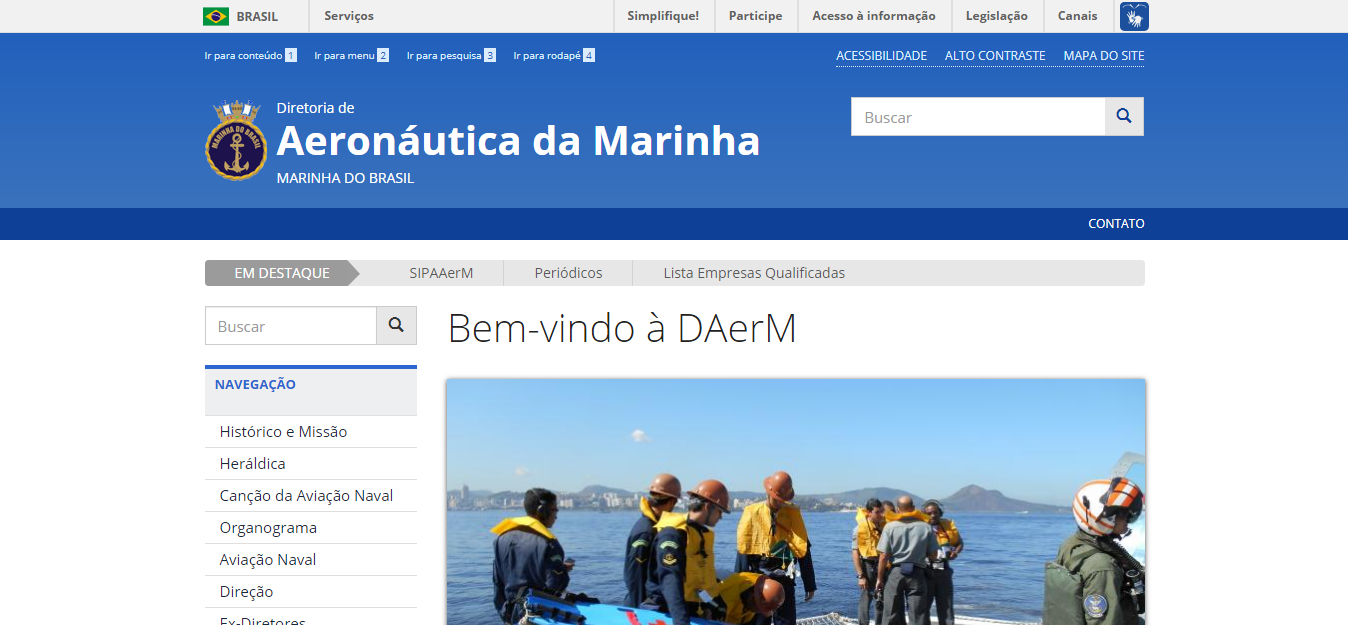 BRASIL
Serviços
Simplifique!
Participe
Acesso à informação
Legislação
Canais
Ir para conteúdo 1
Ir para menu 2
Ir para pesquisa 3
Ir para rodapé 4
ACESSIBILIDADE
ALTO CONTRASTE
MAPA DO SITE
MARINHA DO BRASIL
Diretoria de
Aeronáutica da Marinha
MARINHA DO BRASIL
Buscar
CONTATO
EM DESTAQUE
SIPAAerM
Periódicos
Lista Empresas Qualificadas
Buscar
Bem-vindo à DAerM
NAVEGAÇÃO
Histórico e Missão
Heráldica
Canção da Aviação Naval
Organograma
Aviação Naval
Direção
Ex-Diretores